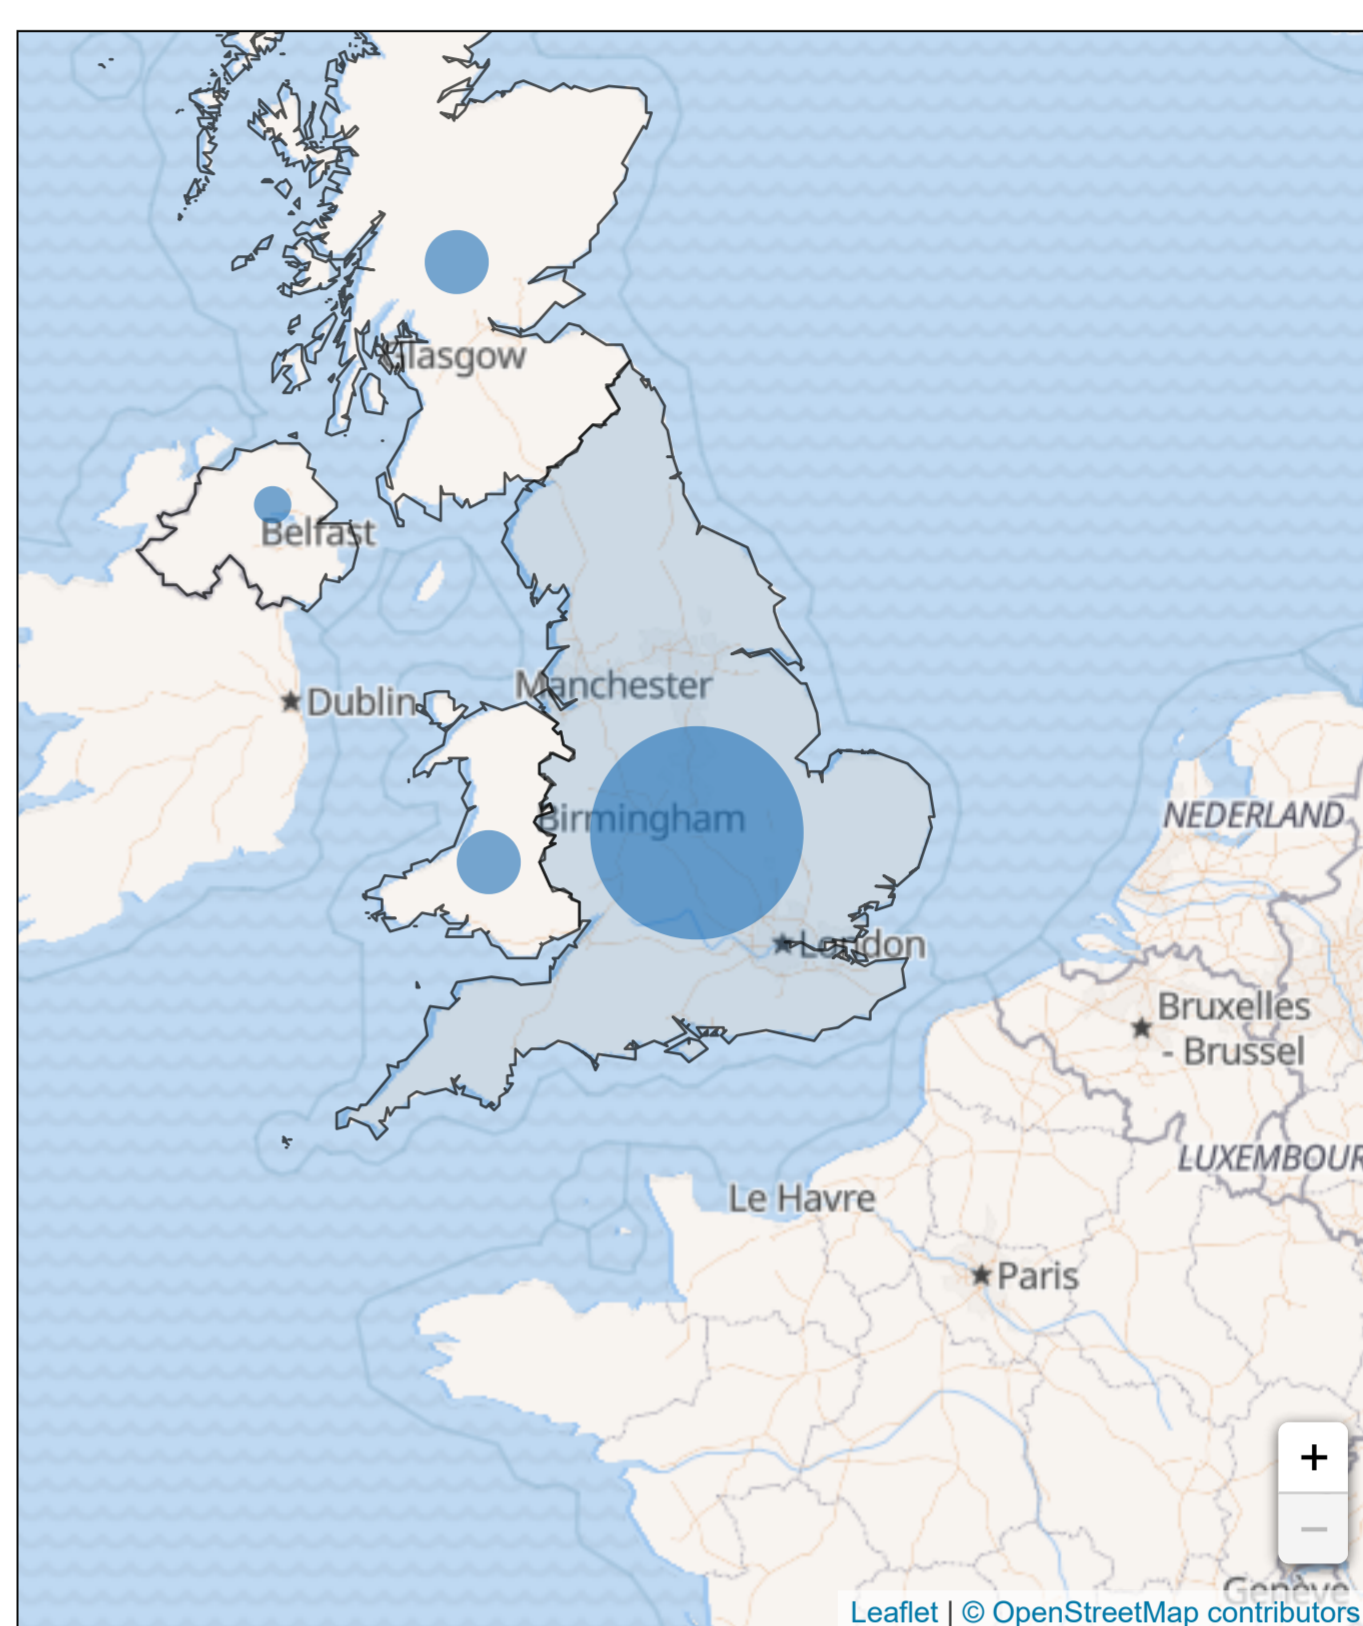 Glasgow
Belfast
Manchester
Dublin
Birmingham
NEDERLAND
London
Bruxelles
- Brussel
LUXEMBOUR
Le Havre
Paris
+
−
Genève
Leaflet | © OpenStreetMap contributors